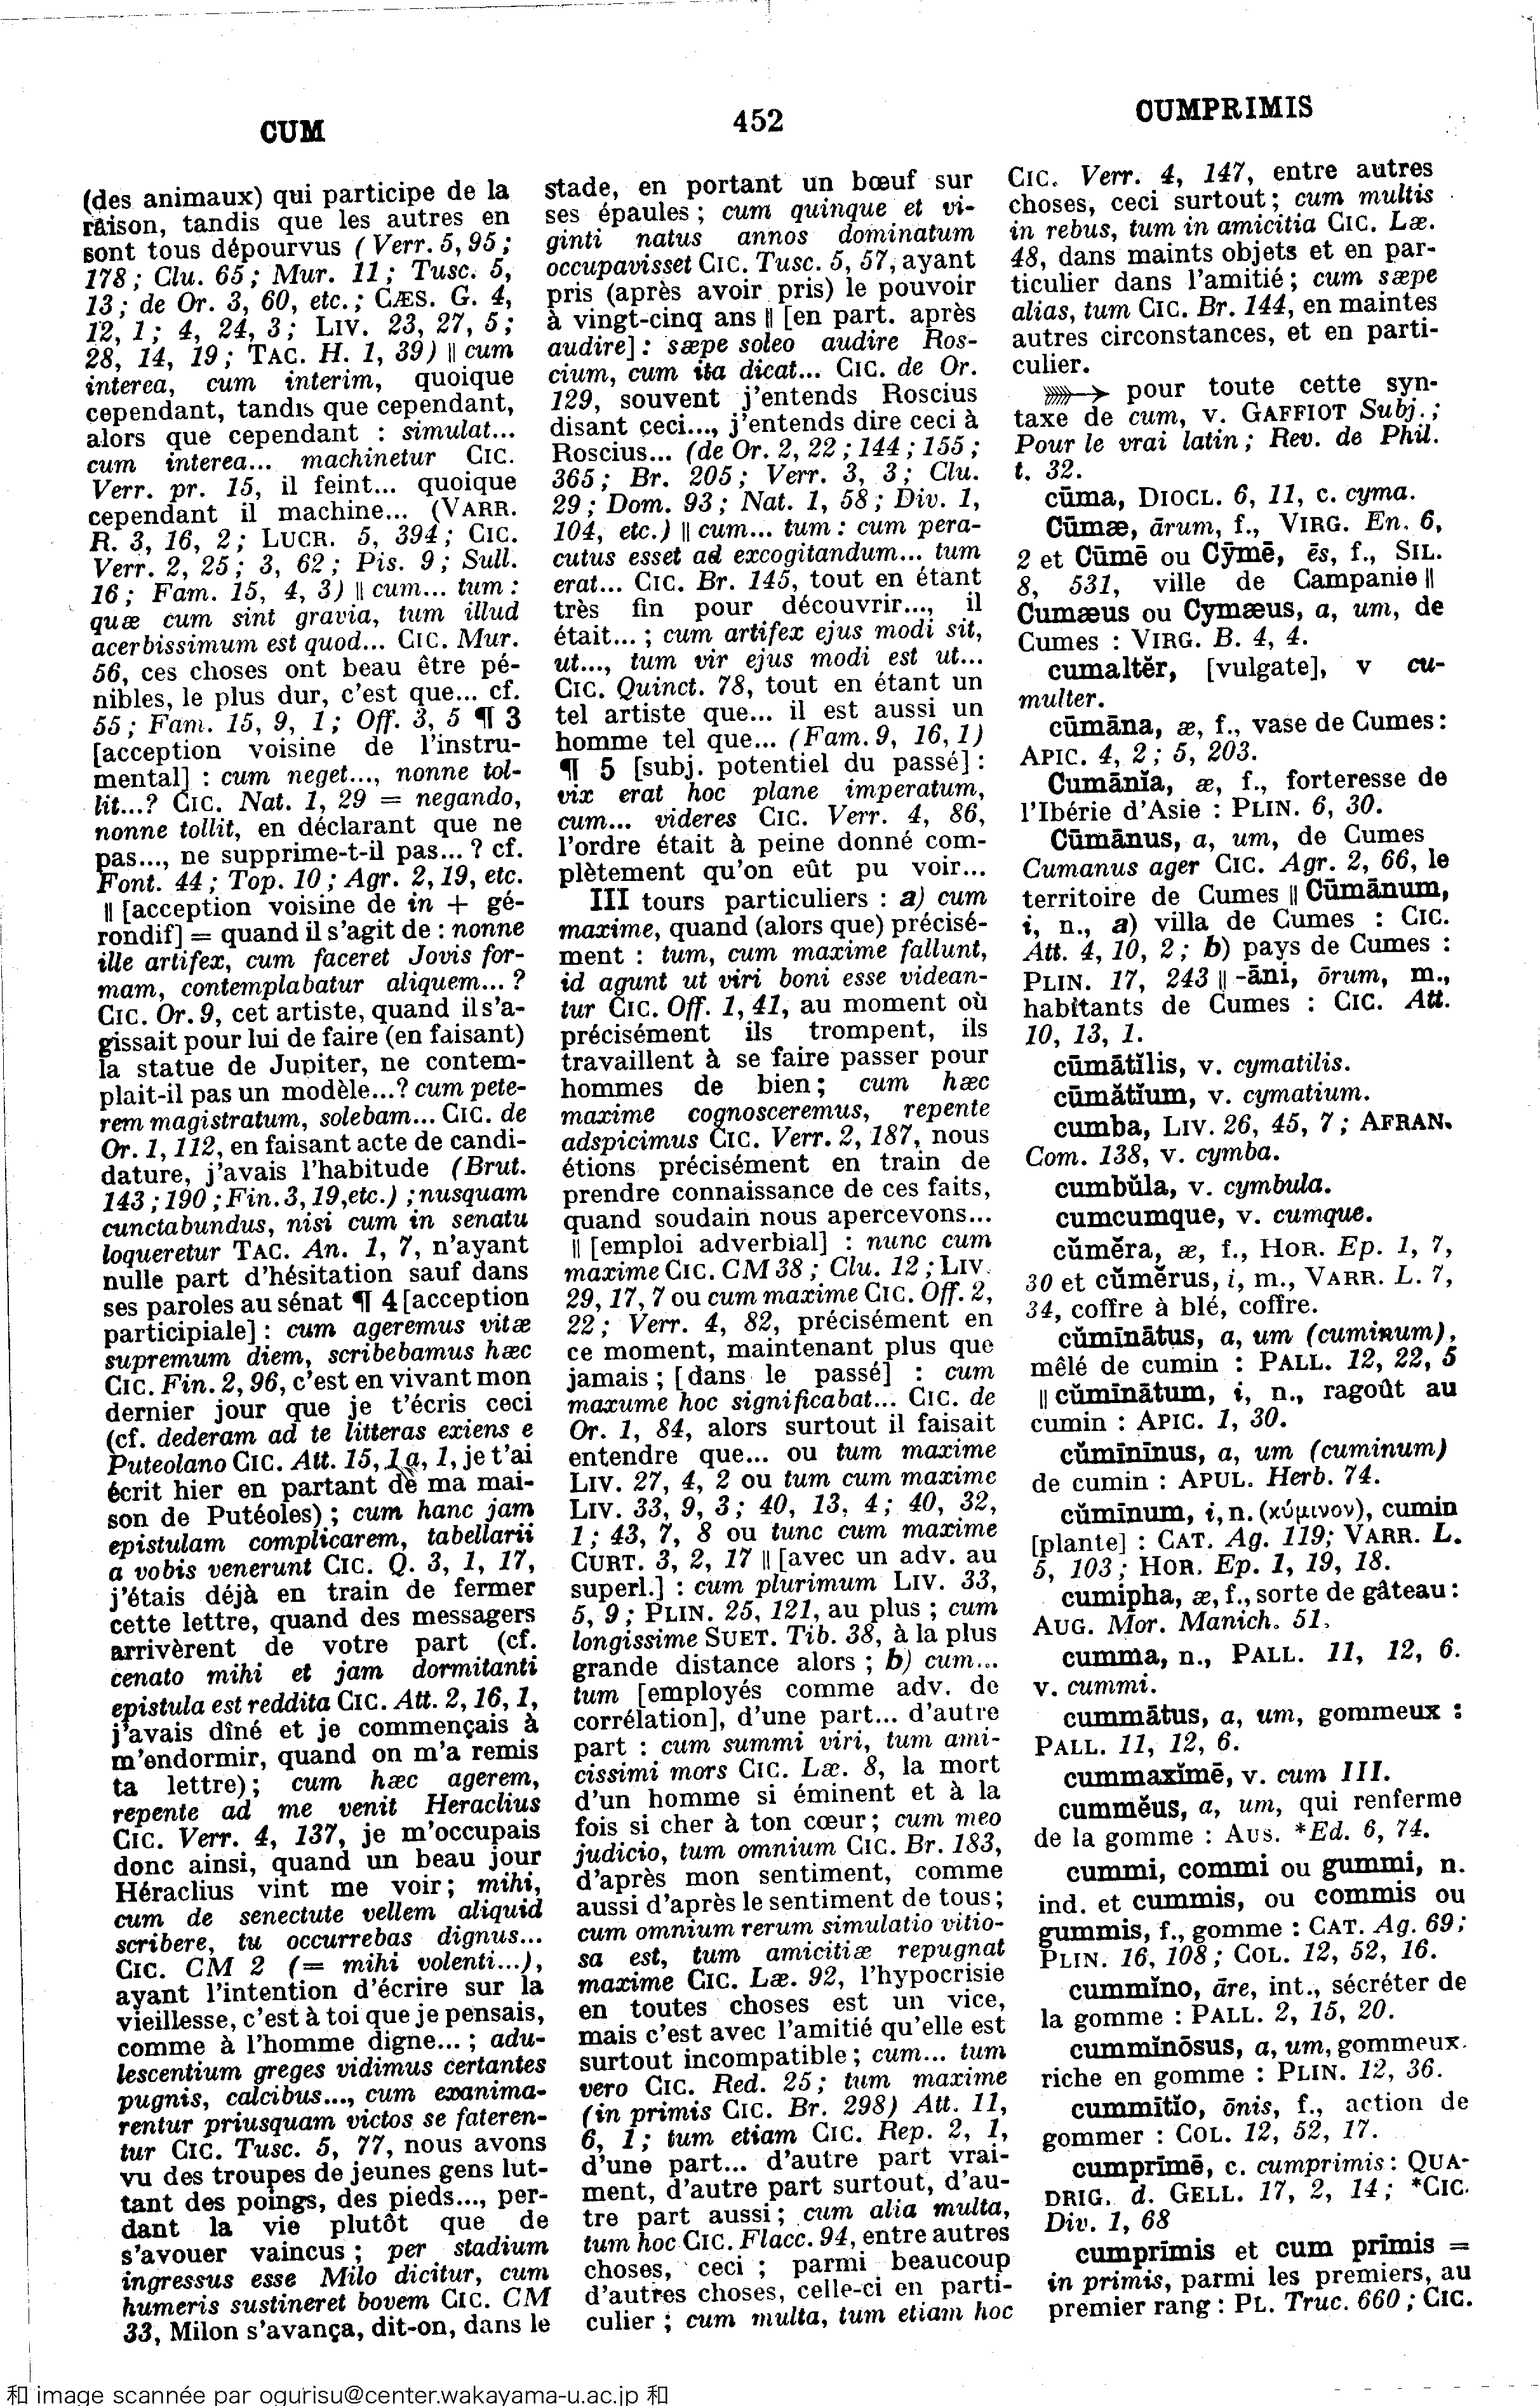 CUM
452
CUMPRIMIS
(des animaux) qui participe de la
raison, tandis que les autres en
sont tous dépourvus (Verr. 5, 95 ;
178 ; Clu. 65 ; Mur. 11 ; Tusc. 5,
13 ; de Or. 3, 60, etc. ; CÆS. G. 4,
12, 1 ; 4, 24, 3 ; LIV. 23, 27, 5 ;
28, 14, 19 ; TAC. H. 1, 39) || cum
interea, cum interim, quoique
cependant, tandis que cependant,
alors que cependant : simulat...
cum interea... machinetur CIC.
Verr. pr. 15, il feint... quoique
cependant il machine... (VARR.
R. 3, 16, 2 ; LUCR. 5, 394 ; CIC.
Verr. 2, 25 ; 3, 62 ; Pis. 9 ; Sull.
16 ; Fam. 15, 4, 3) || cum... tum :
quæ cum sint gravia, tum illud
acerbissimum est quod... CIC. Mur.
56, ces choses ont beau être pé-
nibles, le plus dur, c'est que... cf.
55 ; Fam. 15, 9, 1 ; Off. 3, 5 ¶ 3
[acception voisine de l'instru-
mental] : cum neget..., nonne tol-
lit...? CIC. Nat. 1, 29 = negando,
nonne tollit, en déclarant que ne
pas..., ne supprime-t-il pas... ? cf.
Font. 44 ; Top. 10 ; Agr. 2, 19, etc.
|| [acception voisine de in + gé-
rondif] = quand il s'agit de : nonne
ille artifex, cum faceret Jovis for-
mam, contemplabatur aliquem... ?
CIC. Or. 9, cet artiste, quand il s'a-
gissait pour lui de faire (en faisant)
la statue de Jupiter, ne contem-
plait-il pas un modèle...? cum pete-
rem magistratum, solebam... CIC. de
Or. 1, 112, en faisant acte de candi-
dature, j'avais l'habitude (Brut.
143 ; 190 ; Fin. 3, 19, etc.) ; nusquam
cunctabundus, nisi cum in senatu
loqueretur TAC. An. 1, 7, n'ayant
nulle part d'hésitation sauf dans
ses paroles au sénat ¶ 4 [acception
participiale] : cum ageremus vitæ
supremum diem, scribebamus hæc
CIC. Fin. 2, 96, c'est en vivant mon
dernier jour que je t'écris ceci
(cf. dederam ad te litteras exiens e
Puteolano CIC. Att. 15, 1 a, 1, je t'ai
écrit hier en partant de ma mai-
son de Putéoles) ; cum hanc jam
epistulam complicarem, tabellarii
a vobis venerunt CIC. Q. 3, 1, 17,
j'étais déjà en train de fermer
cette lettre, quand des messagers
arrivèrent de votre part (cf.
cenato mihi et jam dormitanti
epistula est reddita CIC. Att. 2, 16, 1,
j'avais dîné et je commençais à
m'endormir, quand on m'a remis
ta lettre) ; cum hæc agerem,
repente ad me venit Heraclius
CIC. Verr. 4, 137, je m'occupais
donc ainsi, quand un beau jour
Héraclius vint me voir ; mihi,
cum de senectute vellem aliquid
scribere, tu occurrebas dignus...
CIC. CM 2 (= mihi volenti...),
ayant l'intention d'écrire sur la
vieillesse, c'est à toi que je pensais,
comme à l'homme digne... ; adu-
lescentium greges vidimus certantes
pugnis, calcibus..., cum exanima-
rentur priusquam victos se fateren-
tur CIC. Tusc. 5, 77, nous avons
vu des troupes de jeunes gens lut-
tant des poings, des pieds..., per-
dant la vie plutôt que de
s'avouer vaincus ; per stadium
ingressus esse Milo dicitur, cum
humeris sustineret bovem CIC. CM
33, Milon s'avança, dit-on, dans le
stade, en portant un bœuf sur
ses épaules ; cum quinque et vi-
ginti natus annos dominatum
occupavisset CIC. Tusc. 5, 57, ayant
pris (après avoir pris) le pouvoir
à vingt-cinq ans || [en part. après
audire] : sæpe soleo audire Ros-
cium, cum ita dicat... CIC. de Or.
129, souvent j'entends Roscius
disant ceci..., j'entends dire ceci à
Roscius... (de Or. 2, 22 ; 144 ; 155 ;
365 ; Br. 205 ; Verr. 3, 3 ; Clu.
29 ; Dom. 93 ; Nat. 1, 58 ; Div. 1,
104, etc.) || cum... tum : cum pera-
cutus esset ad excogitandum... tum
erat... CIC. Br. 145, tout en étant
très fin pour découvrir..., il
était... ; cum artifex ejus modi sit,
ut..., tum vir ejus modi est ut...
CIC. Quinct. 78, tout en étant un
tel artiste que... il est aussi un
homme tel que... (Fam. 9, 16, 1)
¶ 5 [subj. potentiel du passé] :
vix erat hoc plane imperatum,
cum... videres CIC. Verr. 4, 86,
l'ordre était à peine donné com-
plètement qu'on eût pu voir...
III tours particuliers : a) cum
maxime, quand (alors que) précisé-
ment : tum, cum maxime fallunt,
id agunt ut viri boni esse videan-
tur CIC. Off. 1, 41, au moment où
précisément ils trompent, ils
travaillent à se faire passer pour
hommes de bien ; cum hæc
maxime cognosceremus, repente
adspicimus CIC. Verr. 2, 187, nous
étions précisément en train de
prendre connaissance de ces faits,
quand soudain nous apercevons...
|| [emploi adverbial] : nunc cum
maxime CIC. CM 38 ; Clu. 12 ; LIV.
29, 17, 7 ou cum maxime CIC. Off. 2,
22 ; Verr. 4, 82, précisément en
ce moment, maintenant plus que
jamais ; [dans le passé] : cum
maxume hoc significabat... CIC. de
Or. 1, 84, alors surtout il faisait
entendre que... ou tum maxime
LIV. 27, 4, 2 ou tum cum maxime
LIV. 33, 9, 3 ; 40, 13, 4 ; 40, 32,
1 ; 43, 7, 8 ou tunc cum maxime
CURT. 3, 2, 17 || [avec un adv. au
superl.] : cum plurimum LIV. 33,
5, 9 ; PLIN. 25, 121, au plus ; cum
longissime SUET. Tib. 38, à la plus
grande distance alors ; b) cum...
tum [employés comme adv. de
corrélation], d'une part... d'autre
part : cum summi viri, tum ami-
cissimi mors CIC. Læ. 8, la mort
d'un homme si éminent et à la
fois si cher à ton cœur ; cum meo
judicio, tum omnium CIC. Br. 183,
d'après mon sentiment, comme
aussi d'après le sentiment de tous ;
cum omnium rerum simulatio vitio-
sa est, tum amicitiæ repugnat
maxime CIC. Læ. 92, l'hypocrisie
en toutes choses est un vice,
mais c'est avec l'amitié qu'elle est
surtout incompatible ; cum... tum
vero CIC. Red. 25 ; tum maxime
(in primis CIC. Br. 298) Att. 11,
6, 1 ; tum etiam CIC. Rep. 2, 1,
d'une part... d'autre part vrai-
ment, d'autre part surtout, d'au-
tre part aussi ; cum alia multa,
tum hoc CIC. Flacc. 94, entre autres
choses, ceci ; parmi beaucoup
d'autres choses, celle-ci en parti-
culier ; cum multa, tum etiam hoc
CIC. Verr. 4, 147, entre autres
choses, ceci surtout ; cum multis
in rebus, tum in amicitia CIC. Læ.
48, dans maints objets et en par-
ticulier dans l'amitié ; cum sæpe
alias, tum CIC. Br. 144, en maintes
autres circonstances, et en parti-
culier.
pour toute cette syn-
taxe de cum, v. GAFFIOT Subj. ;
Pour le vrai latin ; Rev. de Phil.
t. 32.
cūma, DIOCL. 6, 11, c. cyma.
Cūmæ, ārum, f., VIRG. En. 6,
2 et Cūmē ou Cȳmē, ēs, f., SIL.
8, 531, ville de Campanie ||
Cumæus ou Cymæus, a, um, de
Cumes : VIRG. B. 4, 4.
cumaltĕr, [vulgate], v cu-
multer.
cūmāna, æ, f., vase de Cumes :
APIC. 4, 2 ; 5, 203.
Cumānĭa, æ, f., forteresse de
l'Ibérie d'Asie : PLIN. 6, 30.
Cūmānus, a, um, de Cumes
Cumanus ager CIC. Agr. 2, 66, le
territoire de Cumes || Cūmānum,
i, n., a) villa de Cumes : CIC.
Att. 4, 10, 2 ; b) pays de Cumes :
PLIN. 17, 243 || -āni, ōrum, m.,
habitants de Cumes : CIC. Att.
10, 13, 1.
cūmātĭlis, v. cymatilis.
cūmătĭum, v. cymatium.
cumba, LIV. 26, 45, 7 ; AFRAN.
Com. 138, v. cymba.
cumbŭla, v. cymbula.
cumcumque, v. cumque.
cŭmĕra, æ, f., HOR. Ep. 1, 7,
30 et cŭmĕrus, i, m., VARR. L. 7,
34, coffre à blé, coffre.
cŭmīnātus, a, um (cuminum),
mêlé de cumin : PALL. 12, 22, 5
|| cŭmīnātum, i, n., ragoût au
cumin : APIC. 1, 30.
cŭmīnĭnus, a, um (cuminum)
de cumin : APUL. Herb. 74.
cŭmīnum, i, n. (κύμινον), cumin
[plante] : CAT. Ag. 119; VARR. L.
5, 103 ; HOR. Ep. 1, 19, 18.
cumipha, æ, f., sorte de gâteau :
AUG. Mor. Manich. 51.
cumma, n., PALL. 11, 12, 6.
v. cummi.
cummātus, a, um, gommeux :
PALL. 11, 12, 6.
cummaxĭmē, v. cum III.
cummĕus, a, um, qui renferme
de la gomme : AUS. *Ed. 6, 74.
cummi, commi ou gummi, n.
ind. et cummis, ou commis ou
gummis, f., gomme : CAT. Ag. 69 ;
PLIN. 16, 108 ; COL. 12, 52, 16.
cummĭno, āre, int., sécréter de
la gomme : PALL. 2, 15, 20.
cummĭnōsus, a, um, gommeux.
riche en gomme : PLIN. 12, 36.
cummītĭo, ōnis, f., action de
gommer : COL. 12, 52, 17.
cumprīmē, c. cumprimis : QUA-
DRIG. d. GELL. 17, 2, 14 ; *CIC.
Div. 1, 68
cumprīmis et cum prīmis =
in primis, parmi les premiers, au
premier rang : PL. Truc. 660 ; CIC.
和 image scannée par ogurisu@center.wakayama-u.ac.jp 和